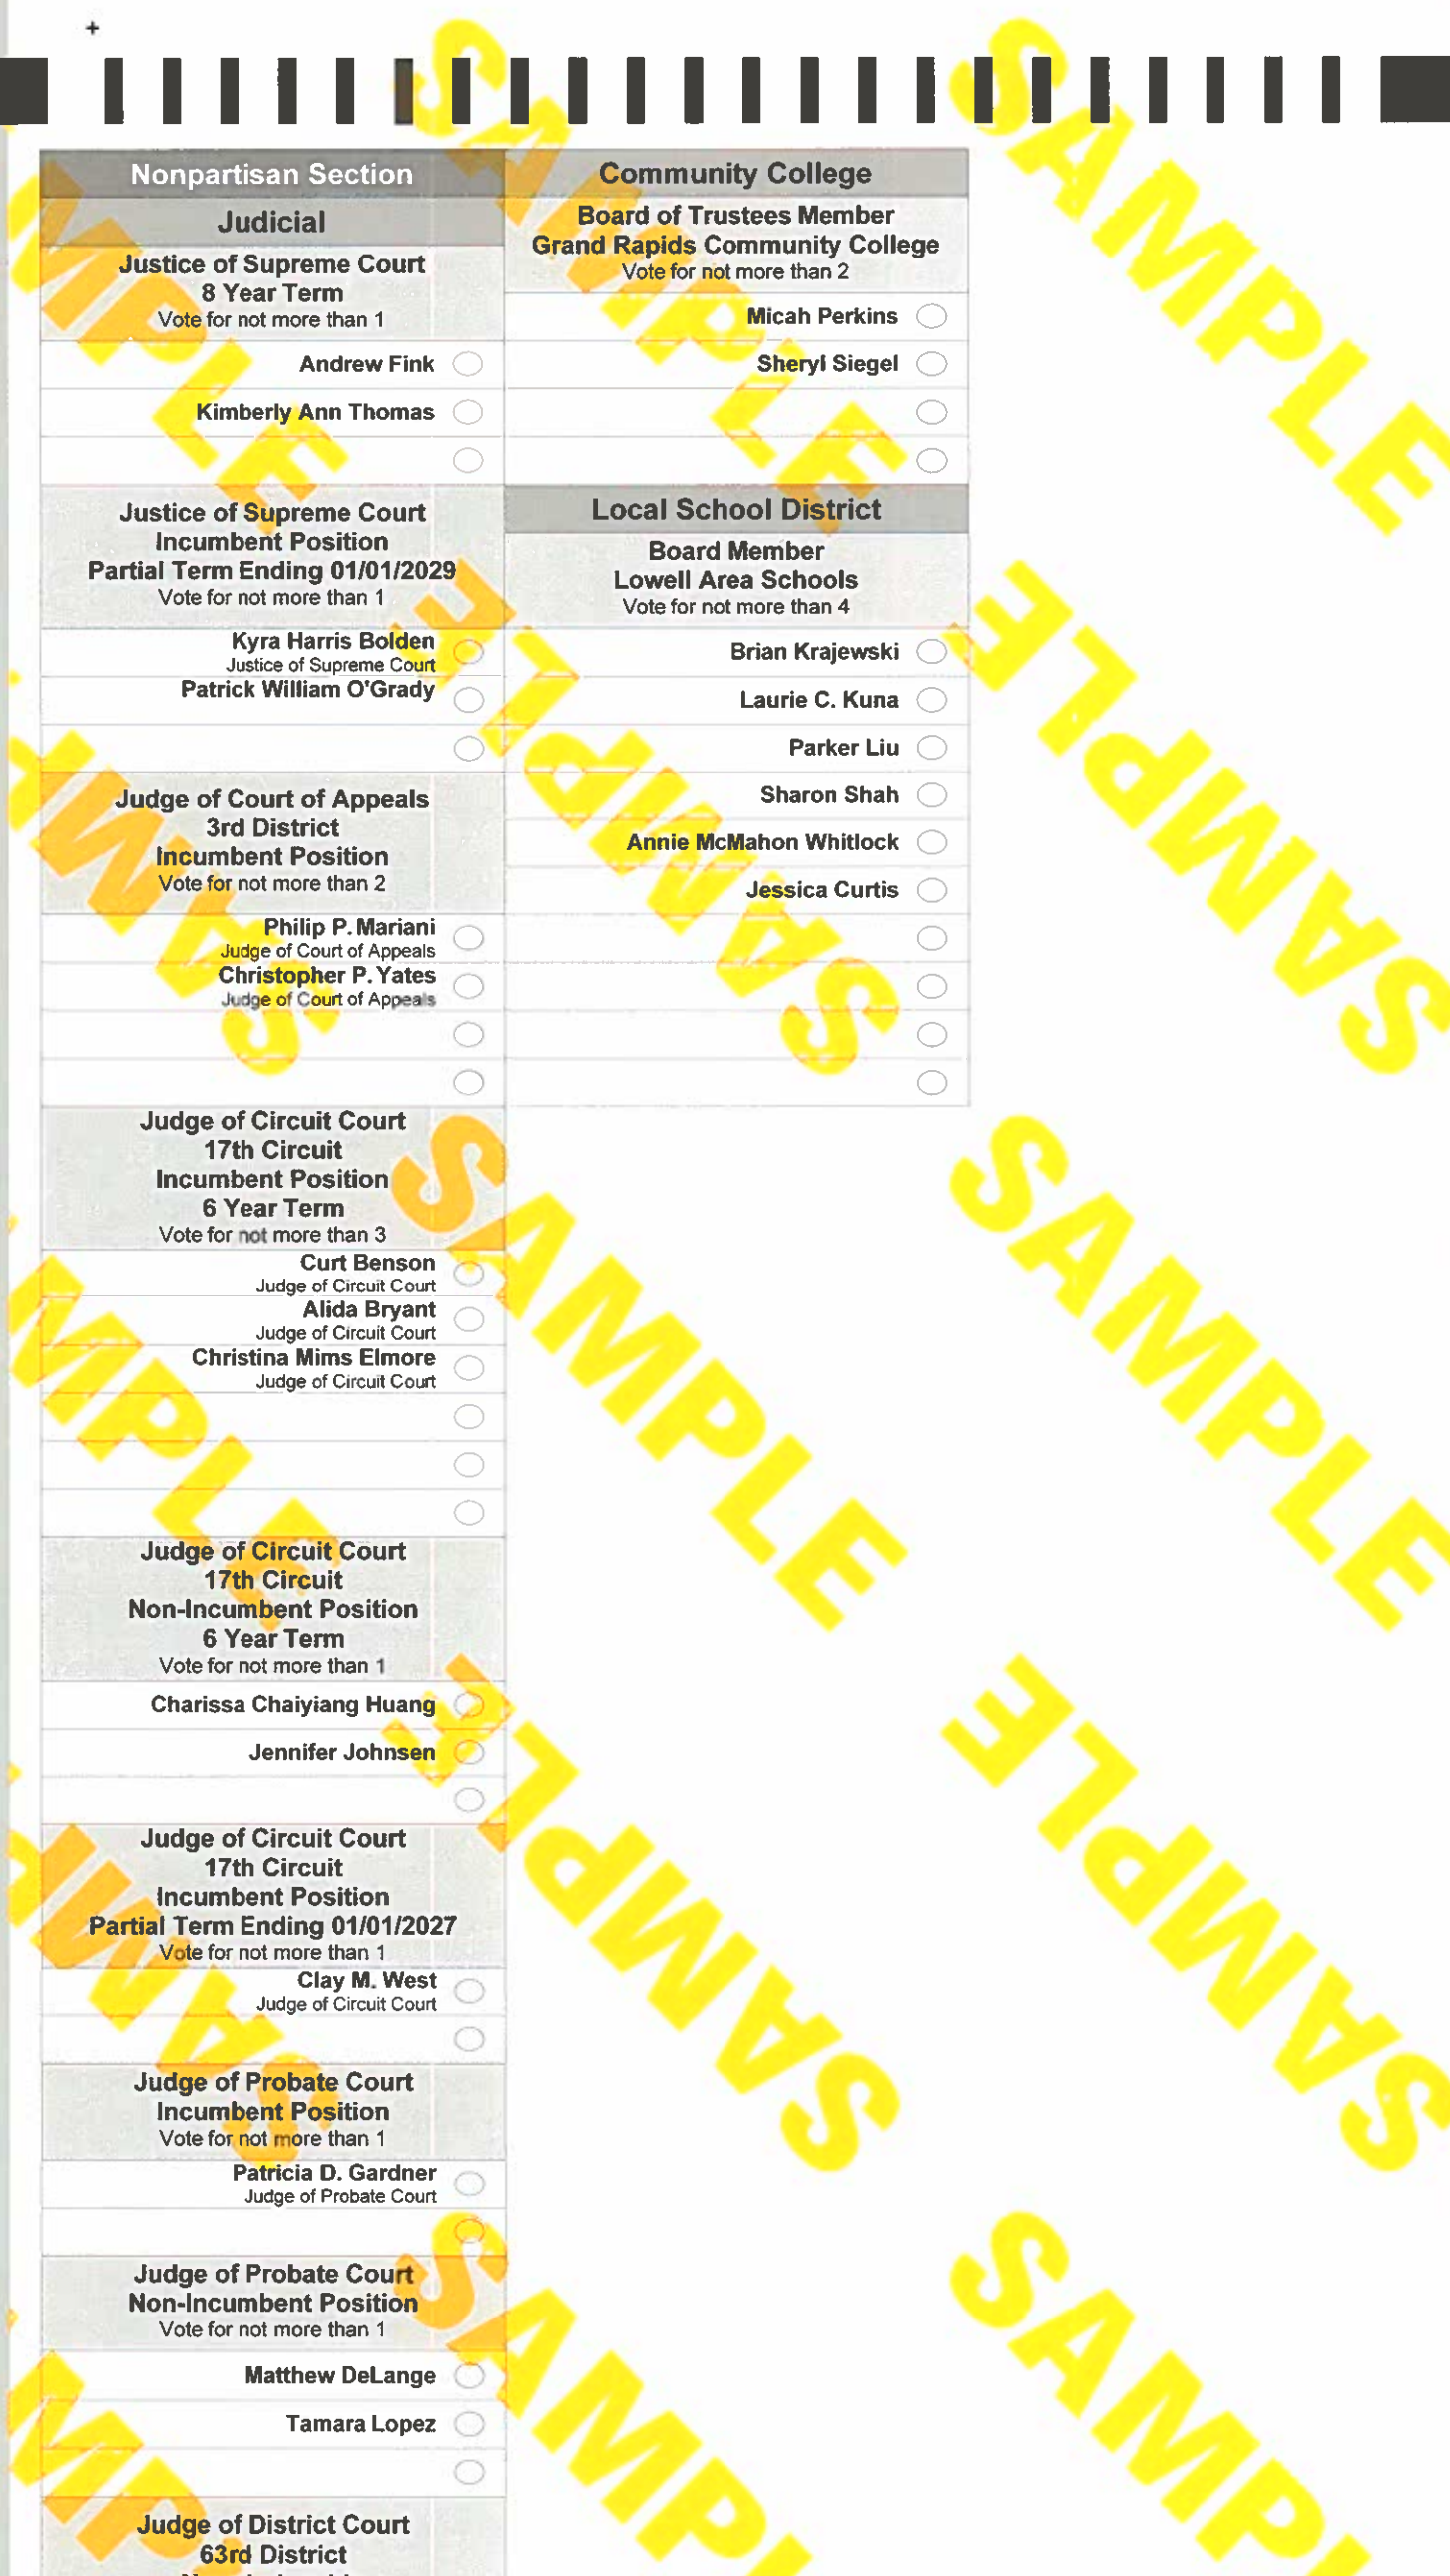 Nonpartisan Section
Judicial
Justice of Supreme Court
8 Year Term
Vote for not more than 1
Andrew Fink
Kimberly Ann Thomas
Justice of Supreme Court
Incumbent Position
Partial Term Ending 01/01/2029
Vote for not more than 1
Kyra Harris Bolden
Justice of Supreme Court
Patrick William O'Grady
Judge of Court of Appeals
3rd District
Incumbent Position
Vote for not more than 2
Philip P. Mariani
Judge of Court of Appeals
Christopher P. Yates
Judge of Court of Appeals
Judge of Circuit Court
17th Circuit
Incumbent Position
6 Year Term
Vote for not more than 3
Curt Benson
Judge of Circuit Court
Alida Bryant
Judge of Circuit Court
Christina Mims Elmore
Judge of Circuit Court
Judge of Circuit Court
17th Circuit
Non-Incumbent Position
6 Year Term
Vote for not more than 1
Charissa Chaiyiang Huang
Jennifer Johnsen
Judge of Circuit Court
17th Circuit
Incumbent Position
Partial Term Ending 01/01/2027
Vote for not more than 1
Clay M. West
Judge of Circuit Court
Judge of Probate Court
Incumbent Position
Vote for not more than 1
Patricia D. Gardner
Judge of Probate Court
Judge of Probate Court
Non-Incumbent Position
Vote for not more than 1
Matthew DeLange
Tamara Lopez
Judge of District Court
63rd District
Community College
Board of Trustees Member
Grand Rapids Community College
Vote for not more than 2
Micah Perkins
Sheryl Siegel
Local School District
Board Member
Lowell Area Schools
Vote for not more than 4
Brian Krajewski
Laurie C. Kuna
Parker Liu
Sharon Shah
Annie McMahon Whitlock
Jessica Curtis
SAMPLE
SAMPLE
SAMPLE
SAMPLE
SAMPLE
SAMPLE
SAMPLE
SAMPLE